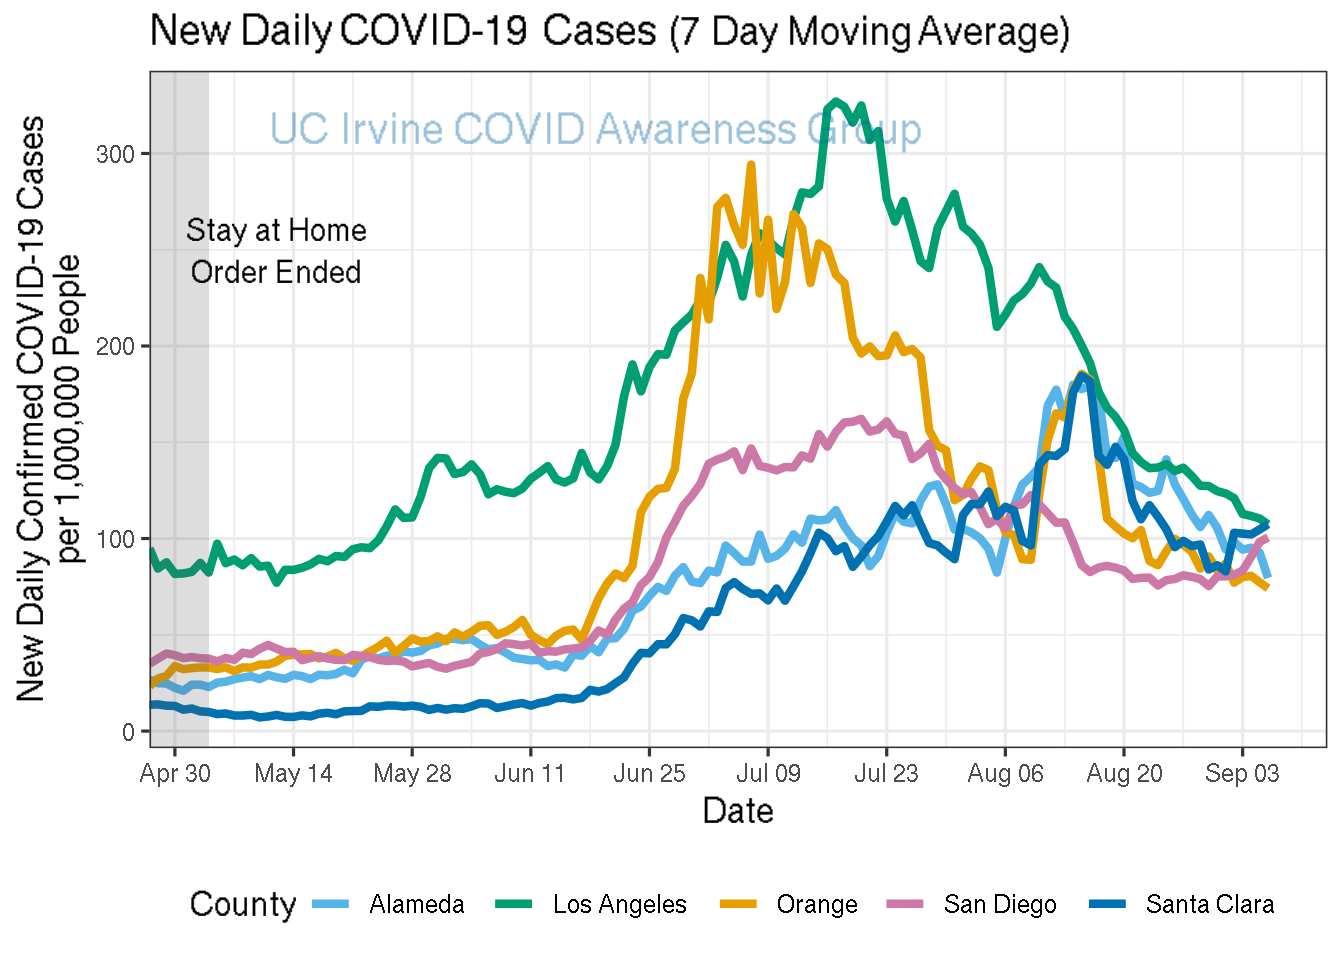 New Daily COVID-19 Cases (7 Day Moving Average)
UC Irvine COVID Awareness Group
Stay at Home
Order Ended
New Daily Confirmed COVID-19 Cases
per 1,000,000 People
300
200
100
0
Apr 30 May 14 May 28 Jun 11 Jun 25 Jul 09 Jul 23 Aug 06 Aug 20 Sep 03
Date
County Alameda Los Angeles Orange San Diego Santa Clara